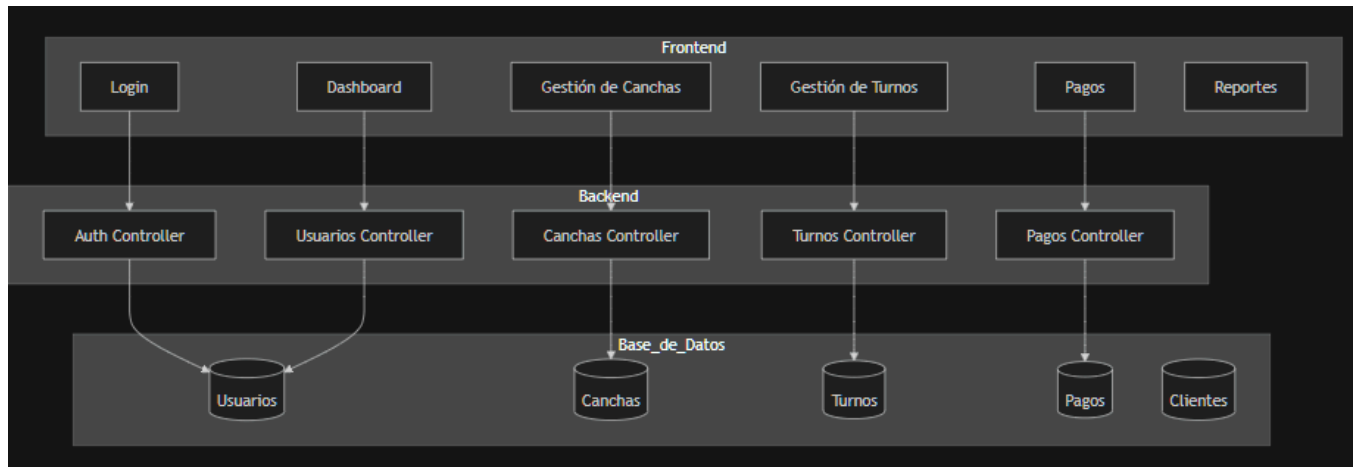 Frontend
Login
Dashboard
Gestión de Canchas
Gestión de Turnos
Pagos
Reportes
Backend
Auth Controller
Usuarios Controller
Canchas Controller
Turnos Controller
Pagos Controller
Base_de_Datos
Usuarios
Canchas
Turnos
Pagos
Clientes